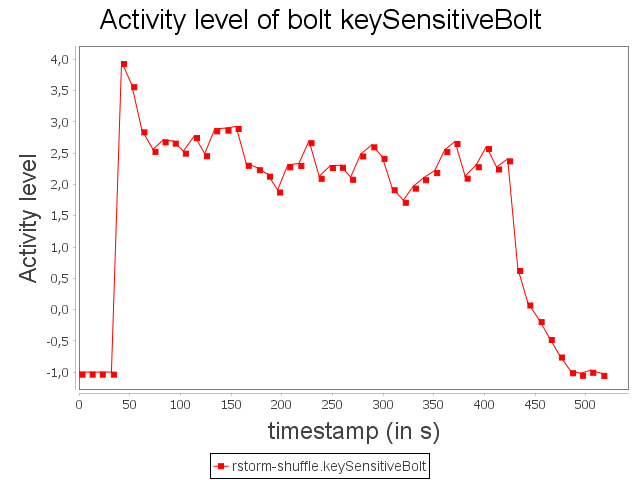 Activity level of bolt keySensitiveBolt
Activity level
4,0
3,5
3,0
2,5
2,0
1,5
1,0
0,5
0,0
-0,5
-1,0
0 50 100 150 200 250 300 350 400 450 500
timestamp (in s)
rstorm-shuffle.keySensitiveBolt